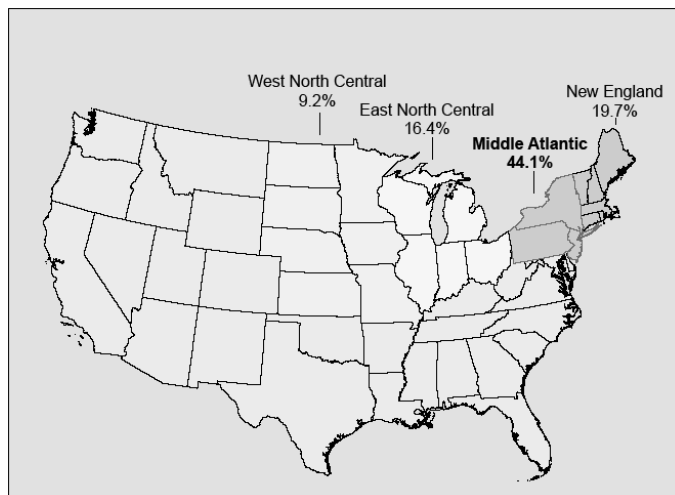 West North Central
9.2%
East North Central
16.4%
Middle Atlantic
44.1%
New England
19.7%